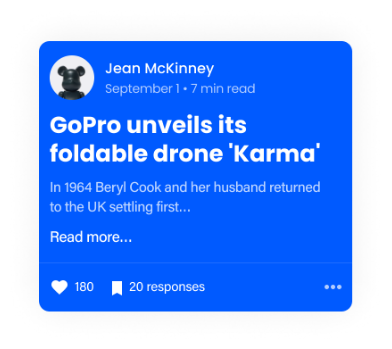 Jean McKinney
September 1 • 7 min read
GoPro unveils its
foldable drone 'Karma'
In 1964 Beryl Cook and her husband returned
to the UK settling first...
Read more...
180 20 responses